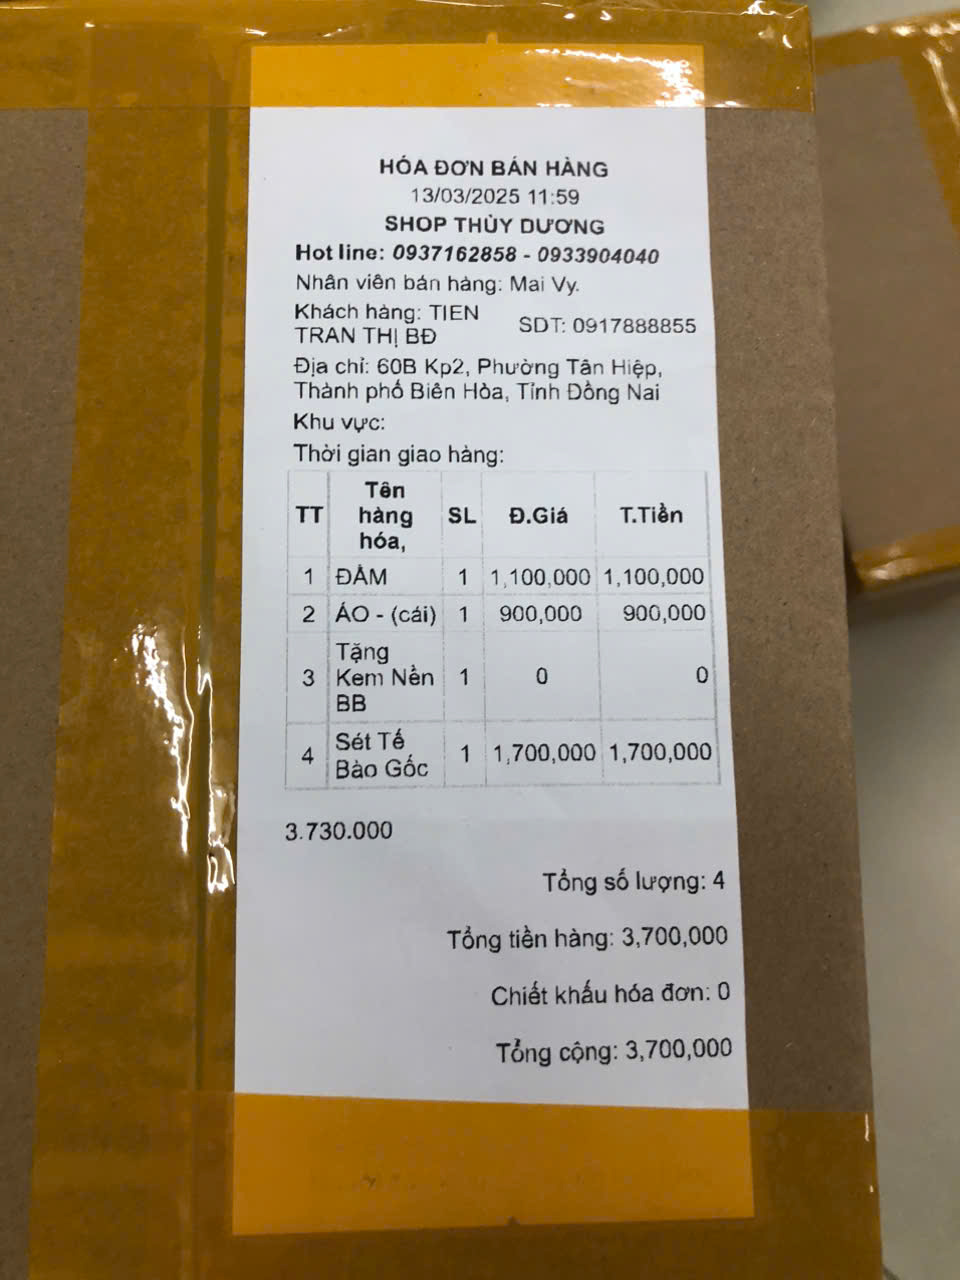 HÓA ĐƠN BÁN HÀNG
13/03/2025 11:59
SHOP THÙY DƯƠNG
Hot line: 0937162858 - 0933904040
Nhân viên bán hàng: Mai Vy.
Khách hàng: TIEN TRAN THỊ BĐ SDT: 0917888855
Địa chỉ: 60B Kp2, Phường Tân Hiệp,
Thành phố Biên Hòa, Tỉnh Đồng Nai
Khu vực:
Thời gian giao hàng:
TT Tên hàng hóa, SL Đ.Giá T.Tiền
1 ĐẦM 1 1,100,000 1,100,000
2 ÁO - (cái) 1 900,000 900,000
3 Tặng Kem Nền BB 1 0 0
4 Sét Tế Bào Gốc 1 1,700,000 1,700,000
3.730.000
Tổng số lượng: 4
Tổng tiền hàng: 3,700,000
Chiết khấu hóa đơn: 0
Tổng cộng: 3,700,000